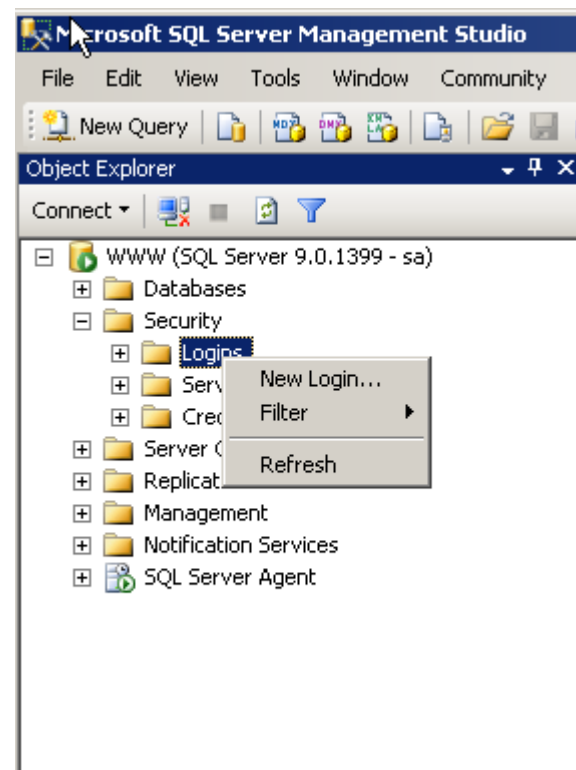 Microsoft SQL Server Management Studio
File Edit View Tools Window Community
New Query
Object Explorer
Connect
WWW (SQL Server 9.0.1399 - sa)
Databases
Security
Logins
New Login...
Filter
Refresh
Management
Notification Services
SQL Server Agent